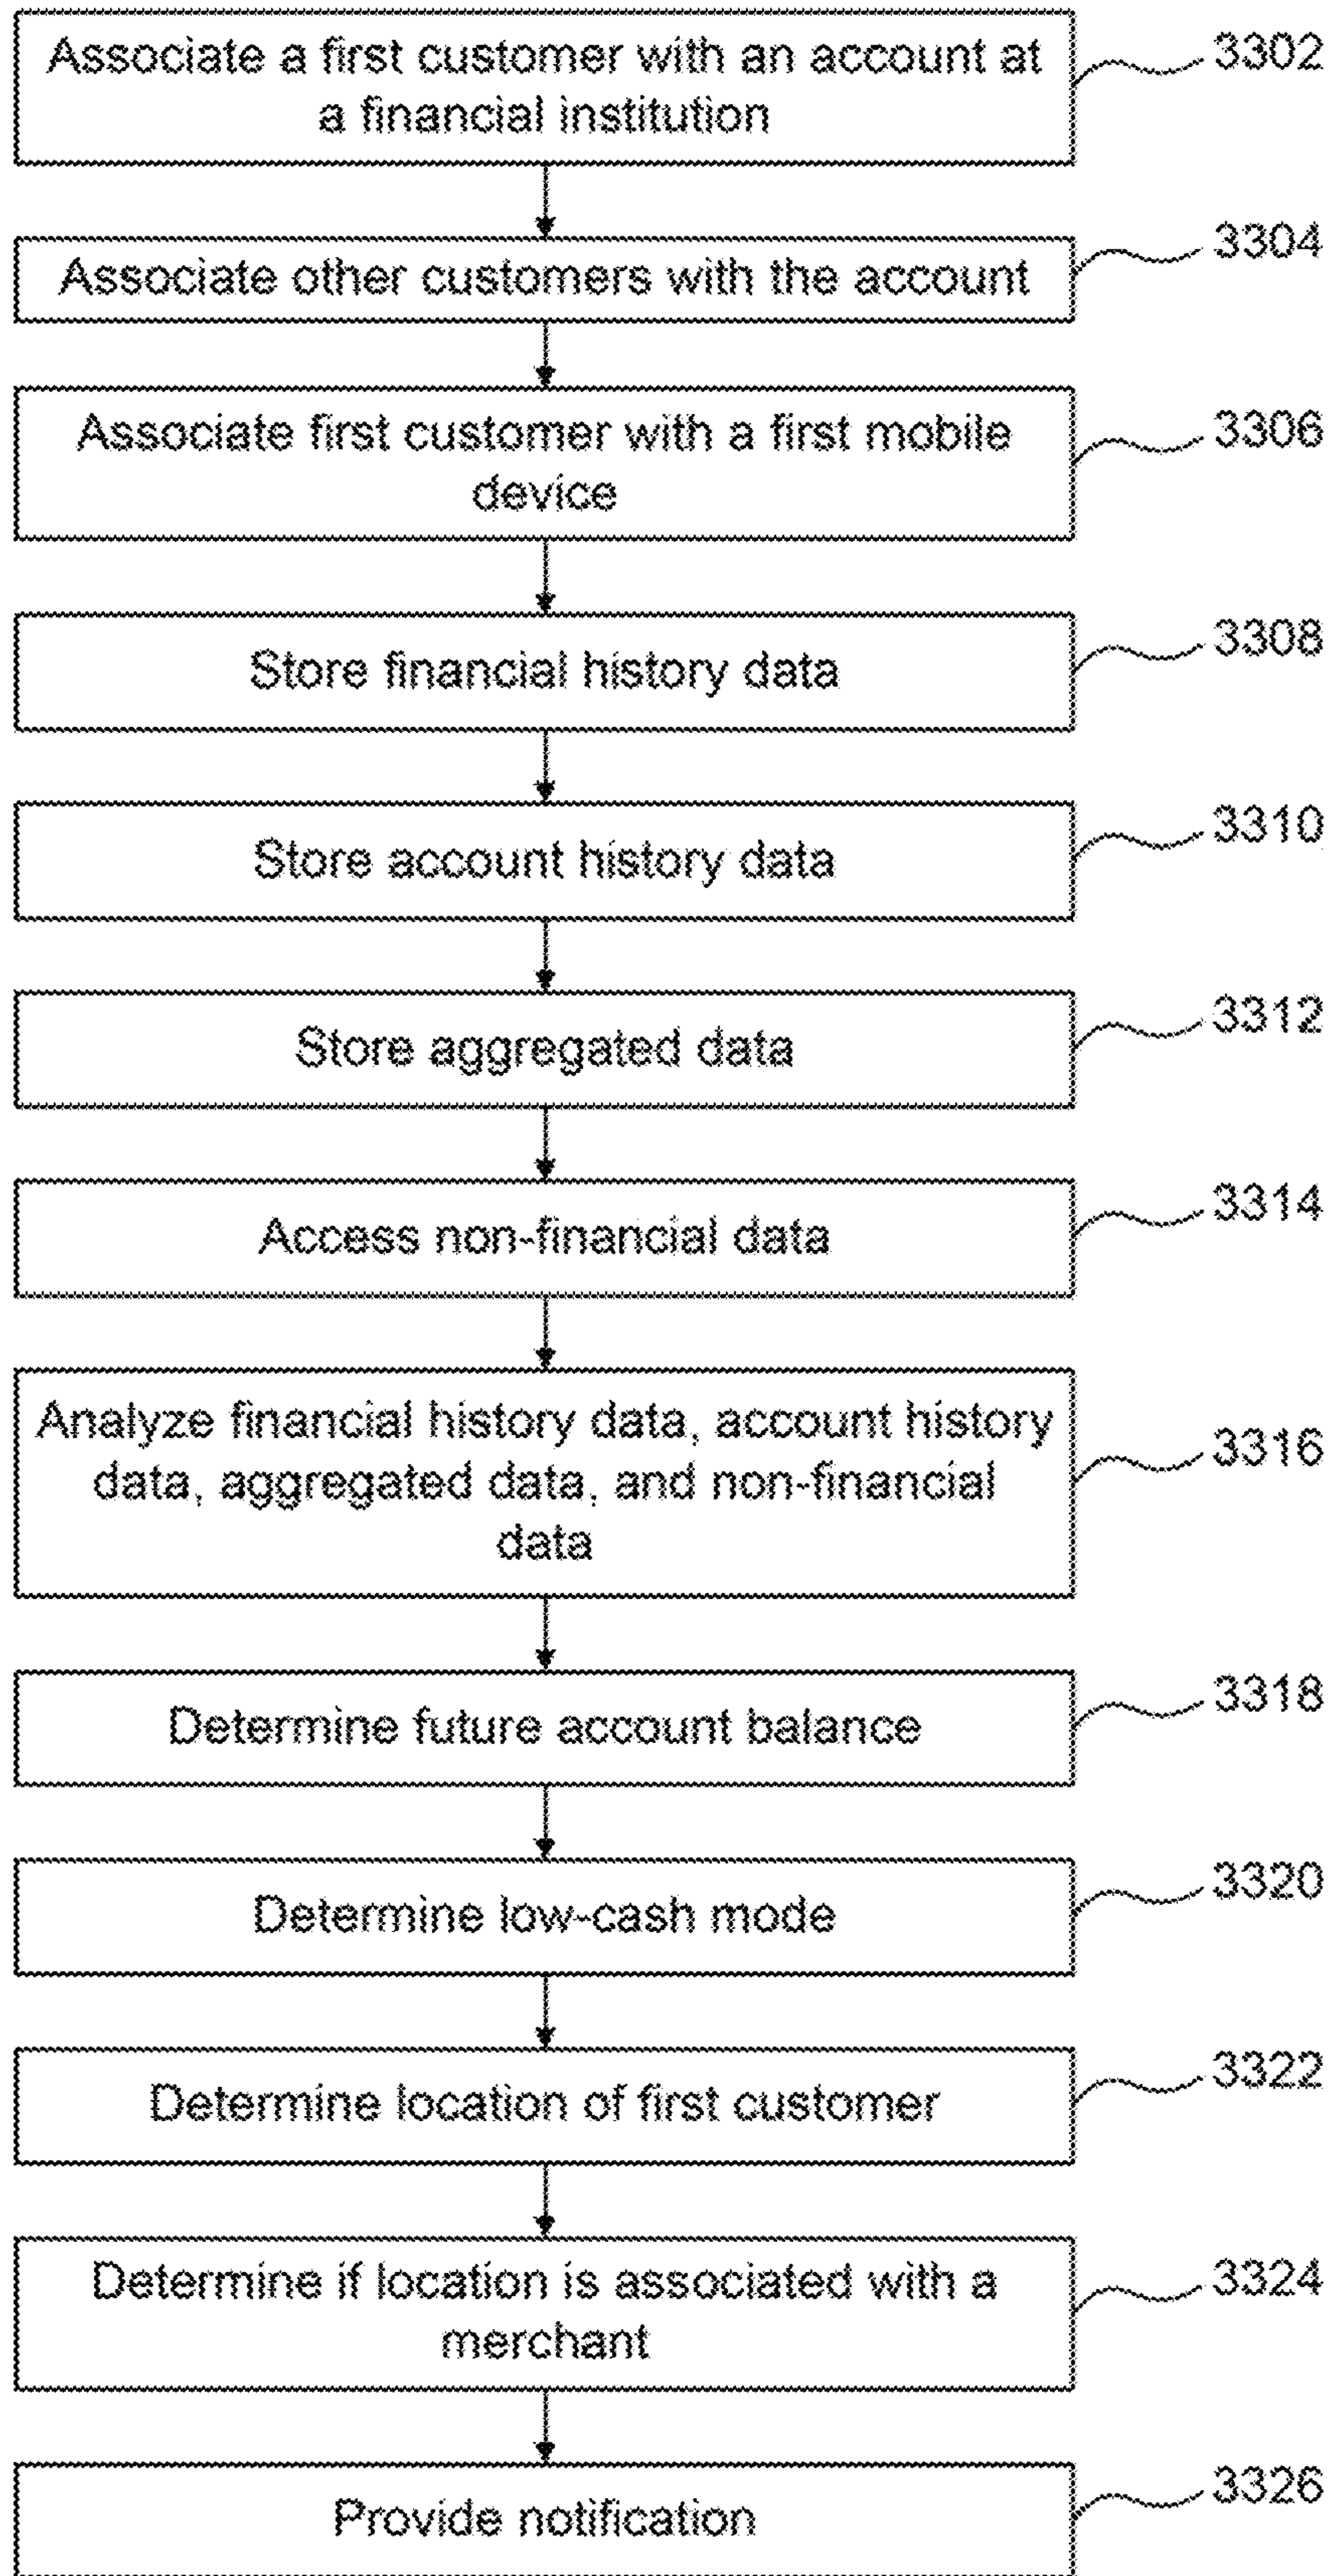 Associate a first customer with an account at
a financial institution
3302
Associate other customers with the account
3304
Associate first customer with a first mobile
device
3306
Store financial history data
3308
Store account history data
3310
Store aggregated data
3312
Access non-financial data
3314
Analyze financial history data, account history
data, aggregated data, and non-financial
data
3316
Determine future account balance
3318
Determine low-cash mode
3320
Determine location of first customer
3322
Determine if location is associated with a
merchant
3324
Provide notification
3326